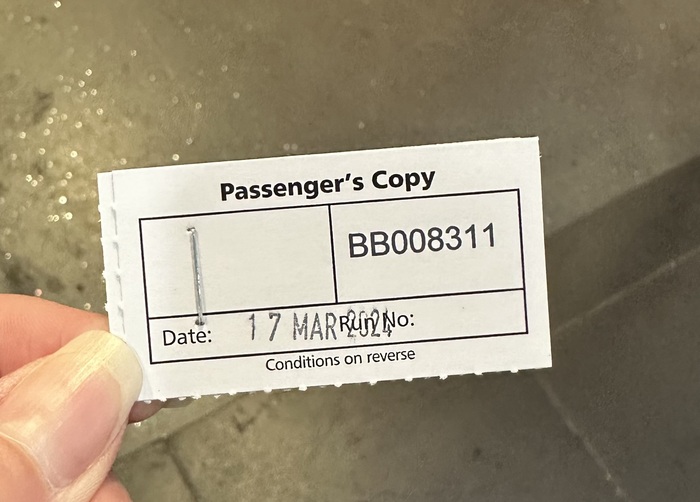 Passenger's Copy
BB008311
Date: 17 MAR 2024 Run No:
Conditions on reverse